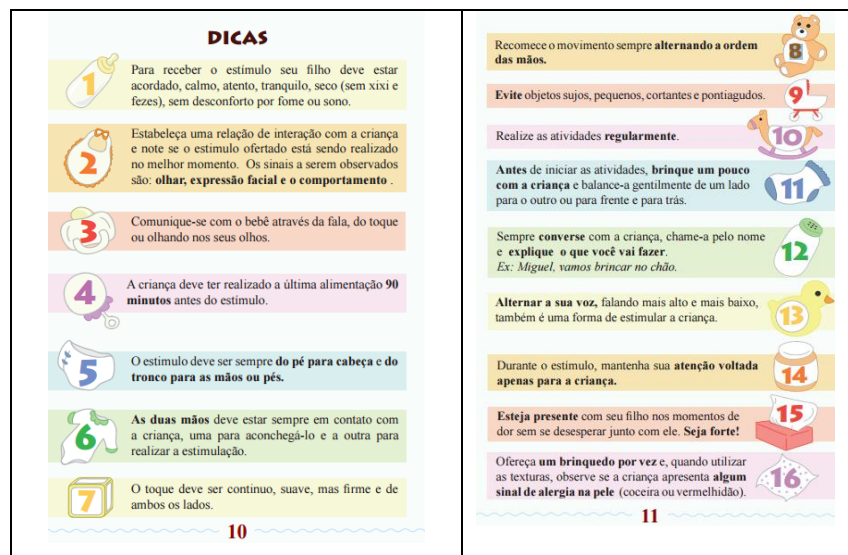 DICAS
1
Para receber o estímulo seu filho deve estar
acordado, calmo, atento, tranquilo, seco (sem xixi e
fezes), sem desconforto por fome ou sono.
2
Estabeleça uma relação de interação com a criança
e note se o estimulo ofertado está sendo realizado
no melhor momento. Os sinais a serem observados
são: olhar, expressão facial e o comportamento .
3
Comunique-se com o bebê através da fala, do toque
ou olhando nos seus olhos.
4
A criança deve ter realizado a última alimentação 90
minutos antes do estímulo.
5
O estimulo deve ser sempre do pé para cabeça e do
tronco para as mãos ou pés.
6
As duas mãos deve estar sempre em contato com
a criança, uma para aconchegá-lo e a outra para
realizar a estimulação.
7
O toque deve ser continuo, suave, mas firme e de
ambos os lados.
10
Recomece o movimento sempre alternando a ordem
das mãos.
8
Evite objetos sujos, pequenos, cortantes e pontiagudos.
9
Realize as atividades regularmente.
10
Antes de iniciar as atividades, brinque um pouco
com a criança e balance-a gentilmente de um lado
para o outro ou para frente e para trás.
11
Sempre converse com a criança, chame-a pelo nome
e explique o que você vai fazer.
Ex: Miguel, vamos brincar no chão.
12
Alternar a sua voz, falando mais alto e mais baixo,
também é uma forma de estimular a criança.
13
Durante o estímulo, mantenha sua atenção voltada
apenas para a criança.
14
Esteja presente com seu filho nos momentos de
dor sem se desesperar junto com ele. Seja forte!
15
Ofereça um brinquedo por vez e, quando utilizar
as texturas, observe se a criança apresenta algum
sinal de alergia na pele (coceira ou vermelhidão).
16
11